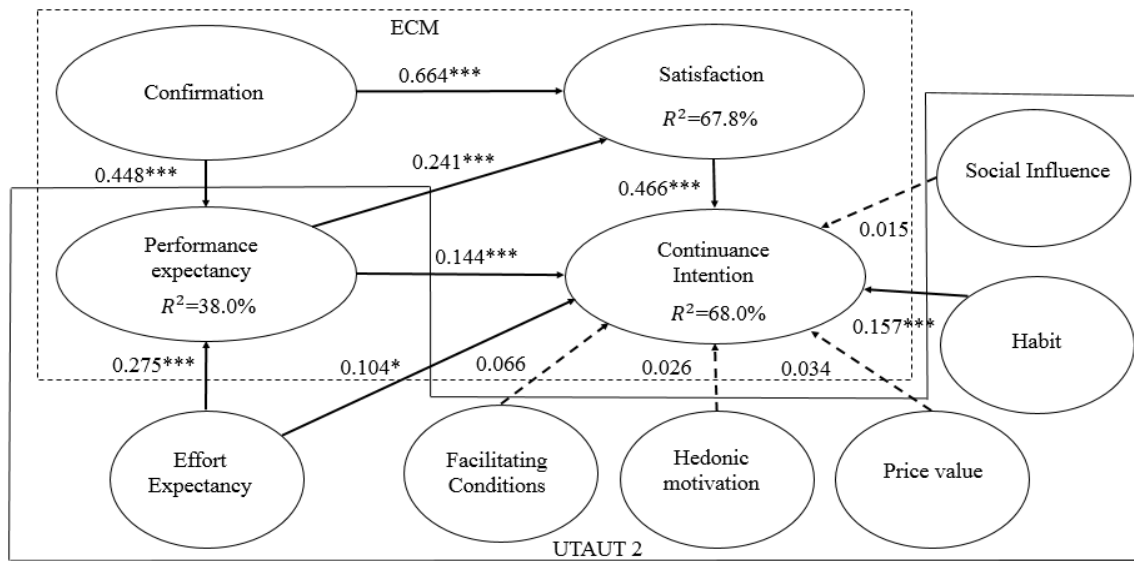 ECM
Confirmation
0.664***
Satisfaction
R²=67.8%
0.448***
0.241***
0.466***
Social Influence
0.015
Performance
expectancy
R²=38.0%
0.144***
Continuance
Intention
R²=68.0%
0.157***
Habit
0.275***
0.104*
0.066
0.026
0.034
Effort
Expectancy
Facilitating
Conditions
Hedonic
motivation
Price value
UTAUT 2